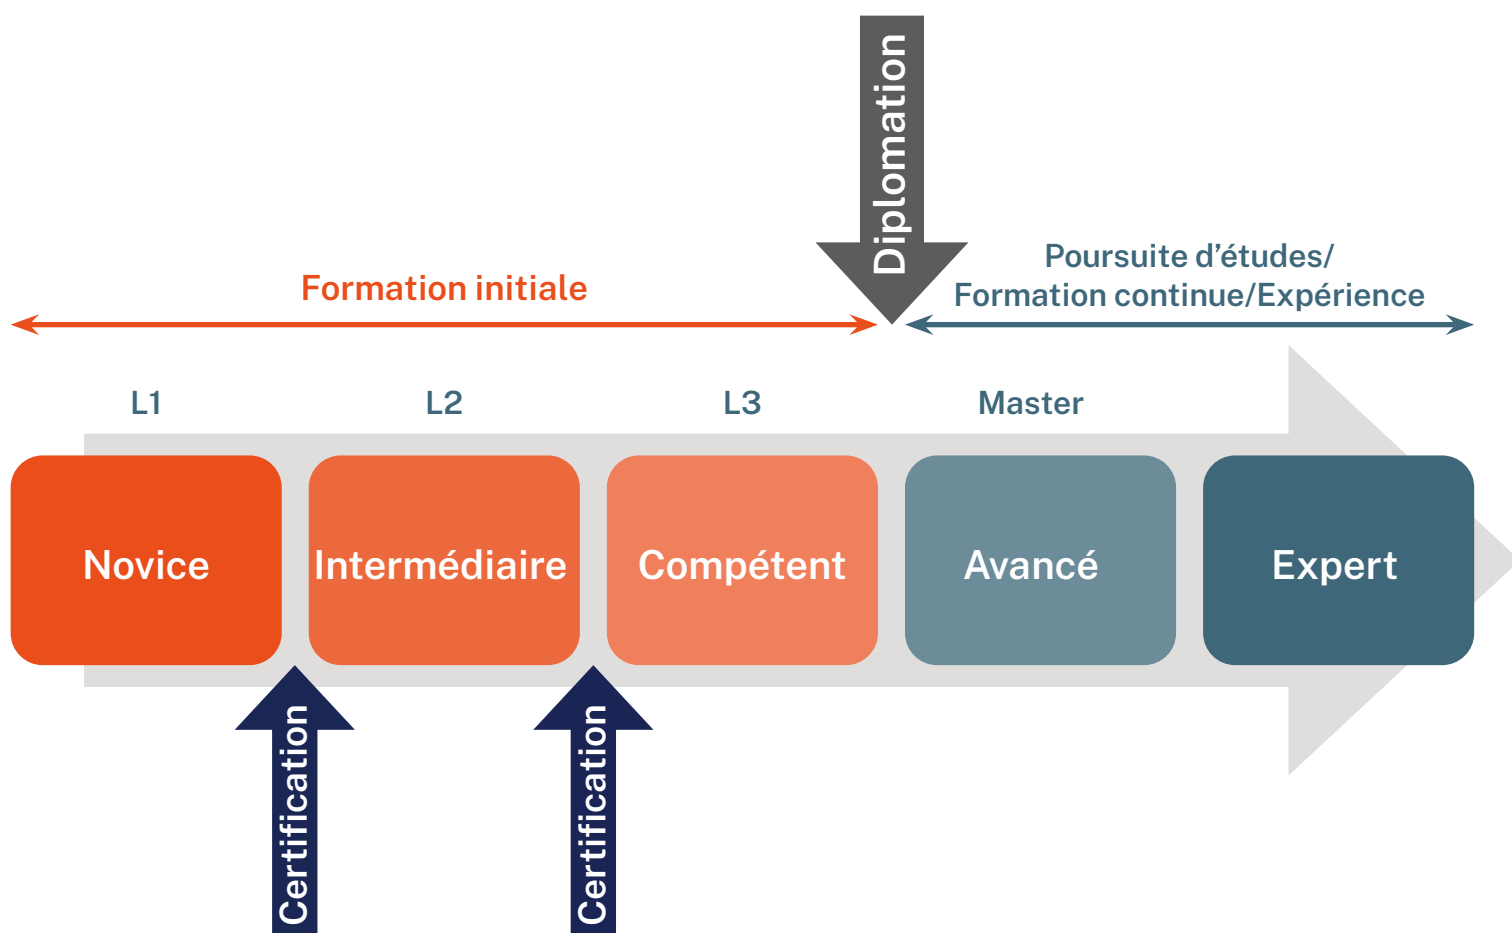 Diplomation
Formation initiale
Poursuite d’études/
Formation continue/Expérience
L1
L2
L3
Master
Novice
Intermédiaire
Compétent
Avancé
Expert
Certification
Certification